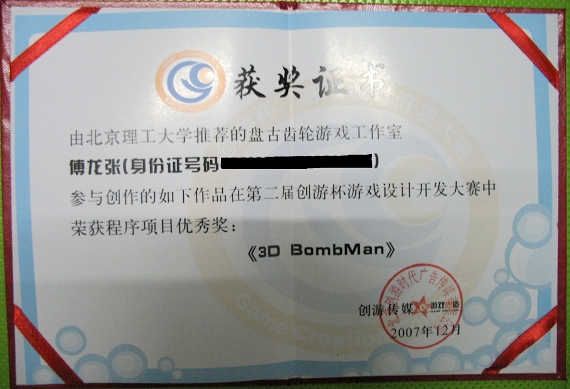 获奖证书
由北京理工大学推荐的盘古齿轮游戏工作室
傅龙张(身份证号码)
参与创作的如下作品在第二届创游杯游戏设计开发大赛中
荣获程序项目优秀奖：
《3D BombMan》
创游传媒 游戏创造
2007年12月